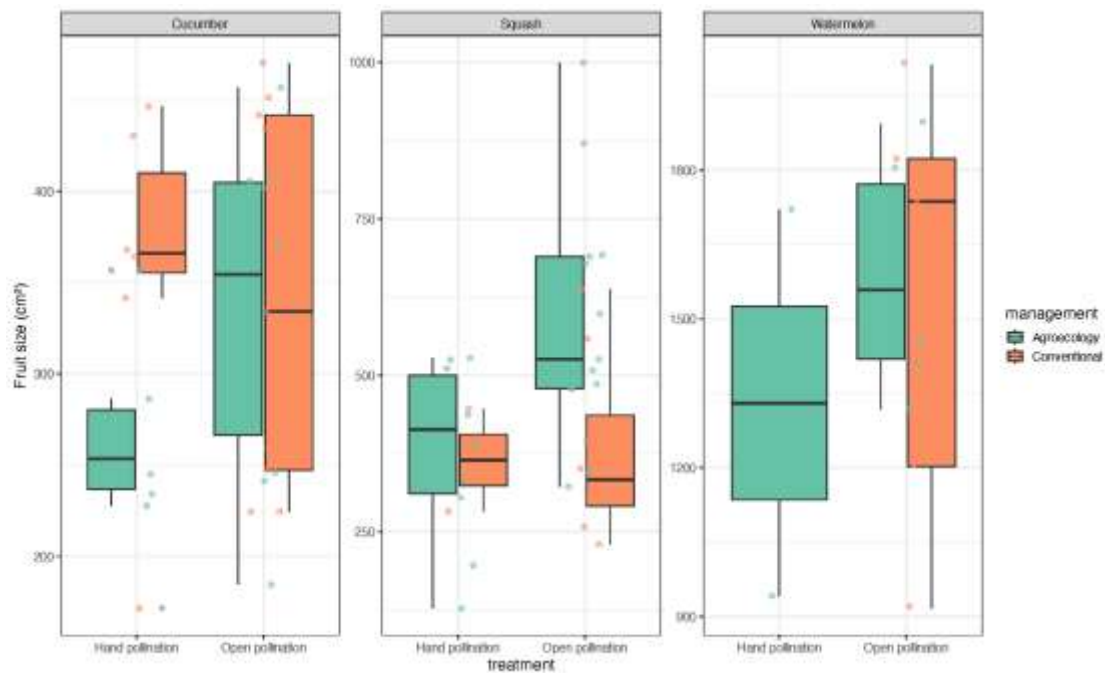 Cucumber
Squash
Watermelon
Fruit size (cm²)
400
300
200
1000
750
500
250
1800
1500
1200
900
Hand pollination Open pollination
Hand pollination Open pollination
Hand pollination Open pollination
treatment
management
Agroecology
Conventional